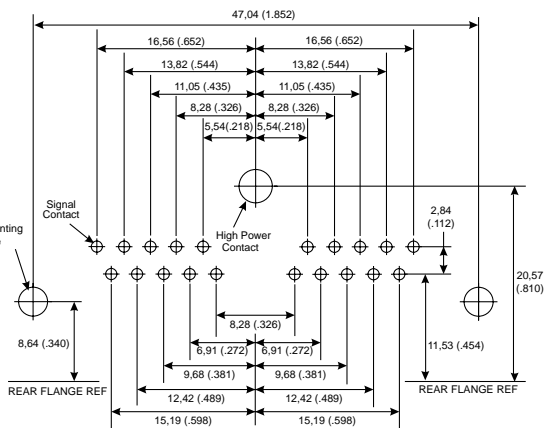 47,04 (1.852)
16,56 (.652) 16,56 (.652)
13,82 (.544) 13,82 (.544)
11,05 (.435) 11,05 (.435)
8,28 (.326) 8,28 (.326)
5,54(.218) 5,54(.218)
Signal
Contact
High Power
Contact
2,84
(.112)
20,57
(.810)
8,28 (.326)
8,64 (.340)
11,53 (.454)
6,91 (.272) 6,91 (.272)
9,68 (.381) 9,68 (.381)
REAR FLANGE REF REAR FLANGE REF
12,42 (.489) 12,42 (.489)
15,19 (.598) 15,19 (.598)